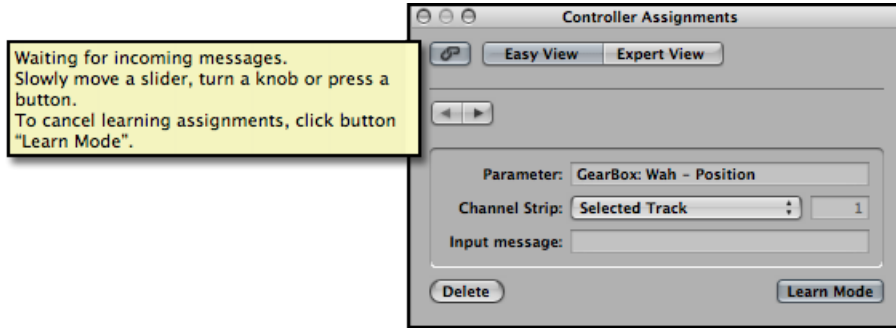 Controller Assignments
Easy View
Expert View
Waiting for incoming messages.
Slowly move a slider, turn a knob or press a
button.
To cancel learning assignments, click button
“Learn Mode”.
Parameter: GearBox: Wah – Position
Channel Strip: Selected Track 1
Input message:
Delete
Learn Mode